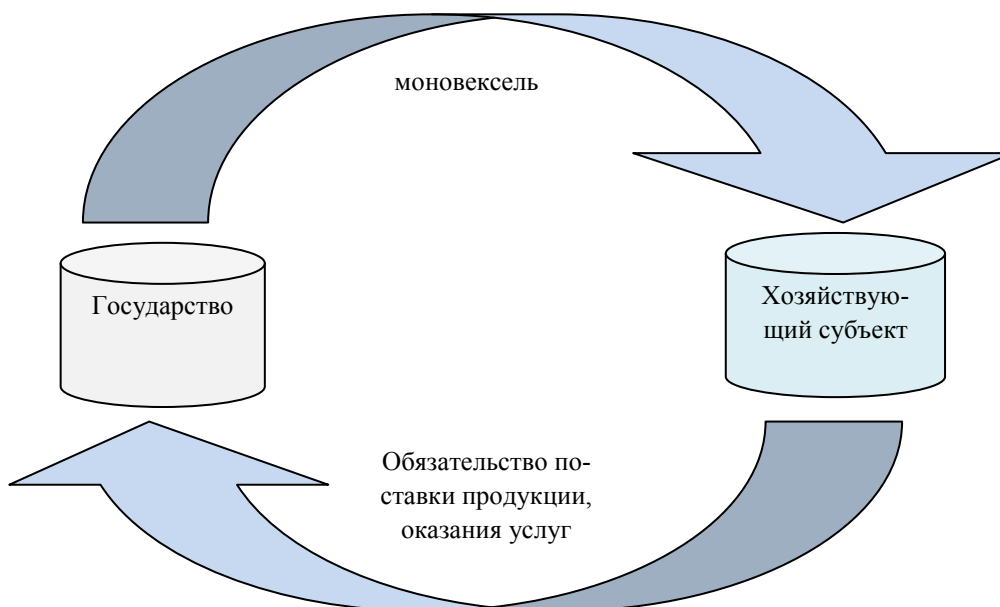 моновексель
Государство
Хозяйствую-
щий субъект
Обязательство по-
ставки продукции,
оказания услуг